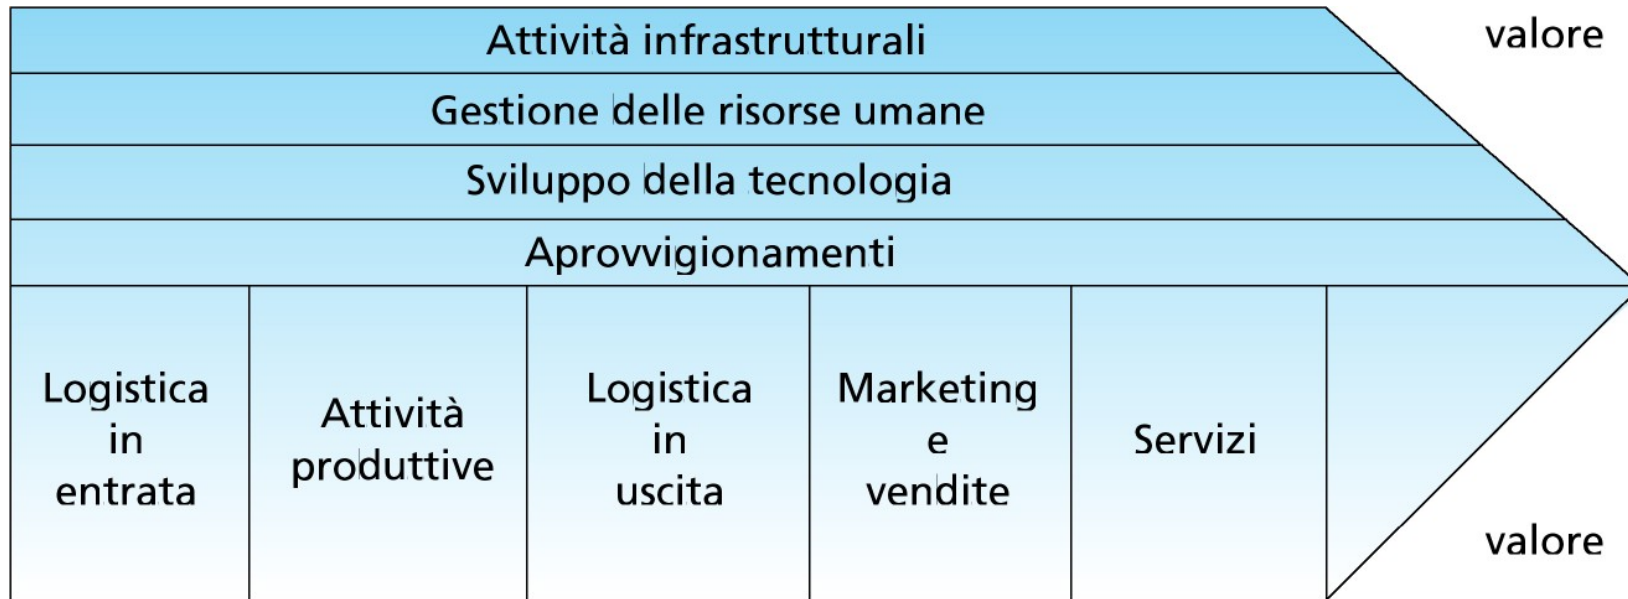 Attività infrastrutturali
valore
Gestione delle risorse umane
Sviluppo della tecnologia
Aprovvigionamenti
Logistica
in
entrata
Attività
produttive
Logistica
in
uscita
Marketing
e
vendite
Servizi
valore